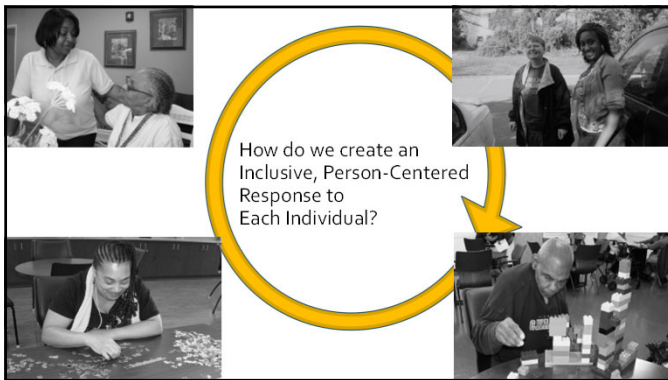 How do we create an
Inclusive, Person-Centered
Response to
Each Individual?